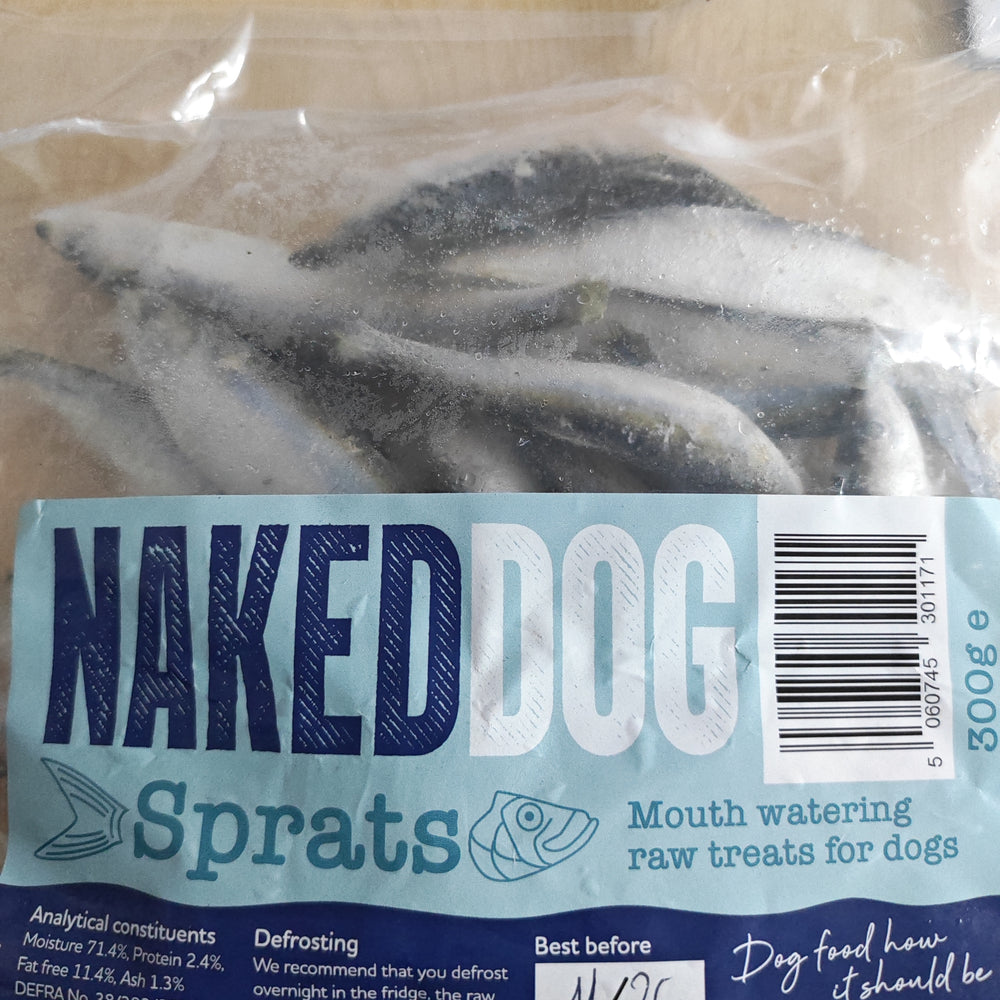 NAKEDDOG
Sprats
Mouth watering
raw treats for dogs
5 060745 301171
300g e
Analytical constituents
Moisture 71.4%, Protein 2.4%,
Fat free 11.4%, Ash 1.3%
DEFRA No.
Defrosting
We recommend that you defrost
overnight in the fridge. the raw
Best before
Dog food how
it should be